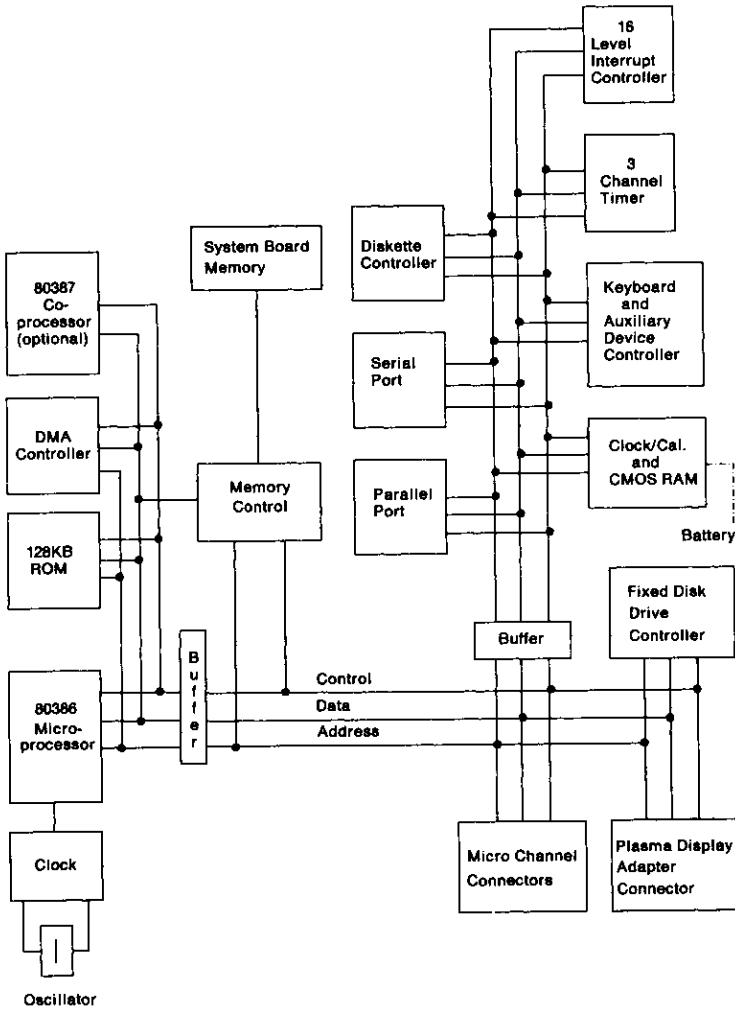 16
Level
Interrupt
Controller
3
Channel
Timer
System Board
Memory
Diskette
Controller
80387
Co-
processor
(optional)
Keyboard
and
Auxiliary
Device
Controller
Serial
Port
DMA
Controller
Clock/Cal.
and
CMOS RAM
Memory
Control
Parallel
Port
Battery
128KB
ROM
Fixed Disk
Drive
Controller
Buffer
Buffer
80386
Micro-
processor
Control
Data
Address
Clock
Micro Channel
Connectors
Plasma Display
Adapter
Connector
Oscillator